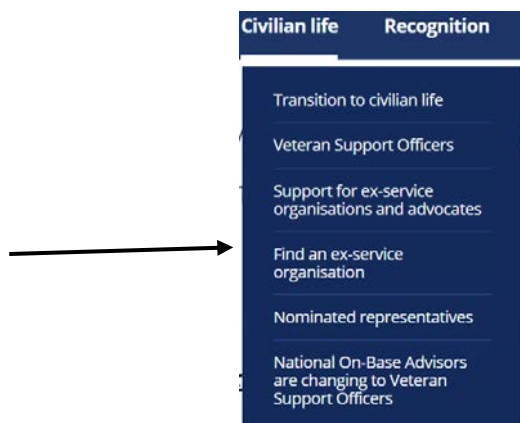 Civilian life Recognition
Transition to civilian life
Veteran Support Officers
Support for ex-service
organisations and advocates
Find an ex-service
organisation
Nominated representatives
National On-Base Advisors
are changing to Veteran
Support Officers